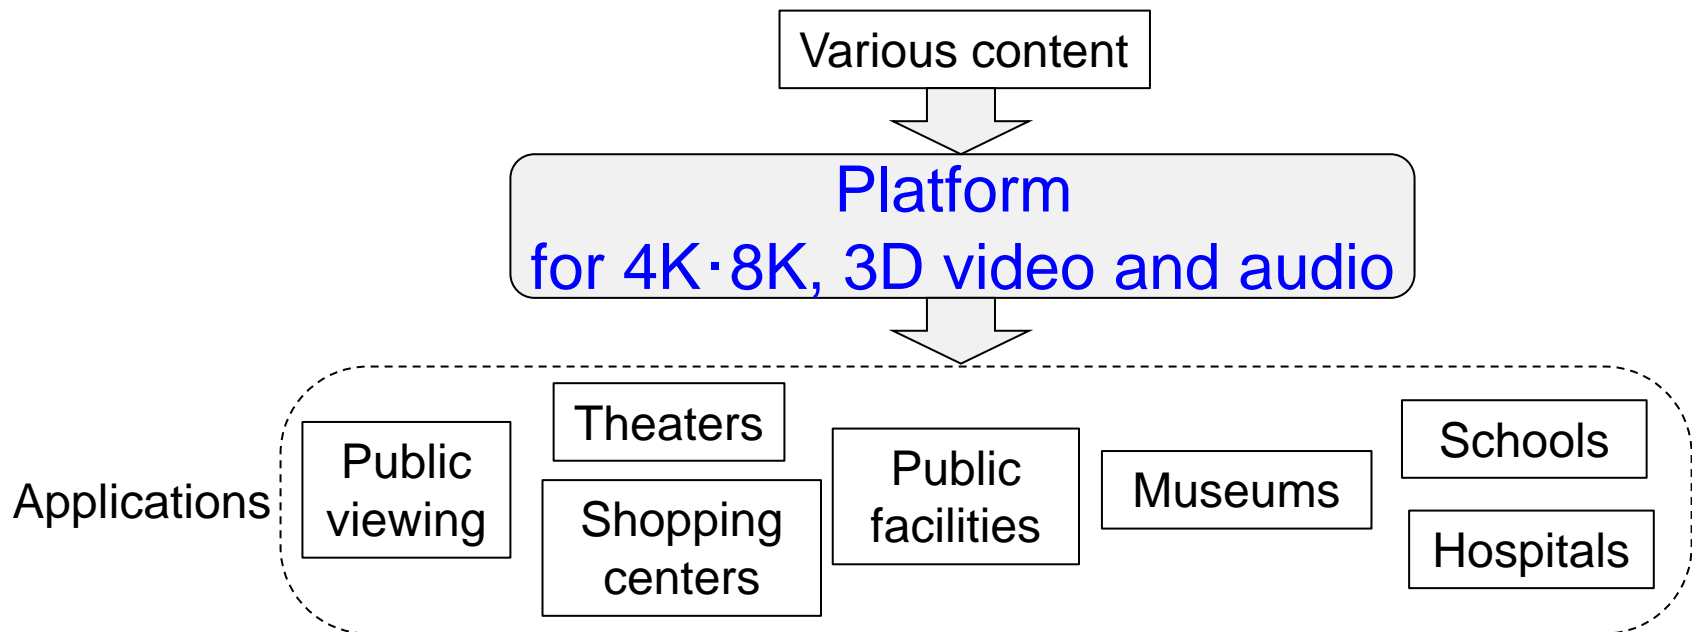 Various content
Platform
for 4K·8K, 3D video and audio
Applications
Public
viewing
Theaters
Shopping
centers
Public
facilities
Museums
Schools
Hospitals